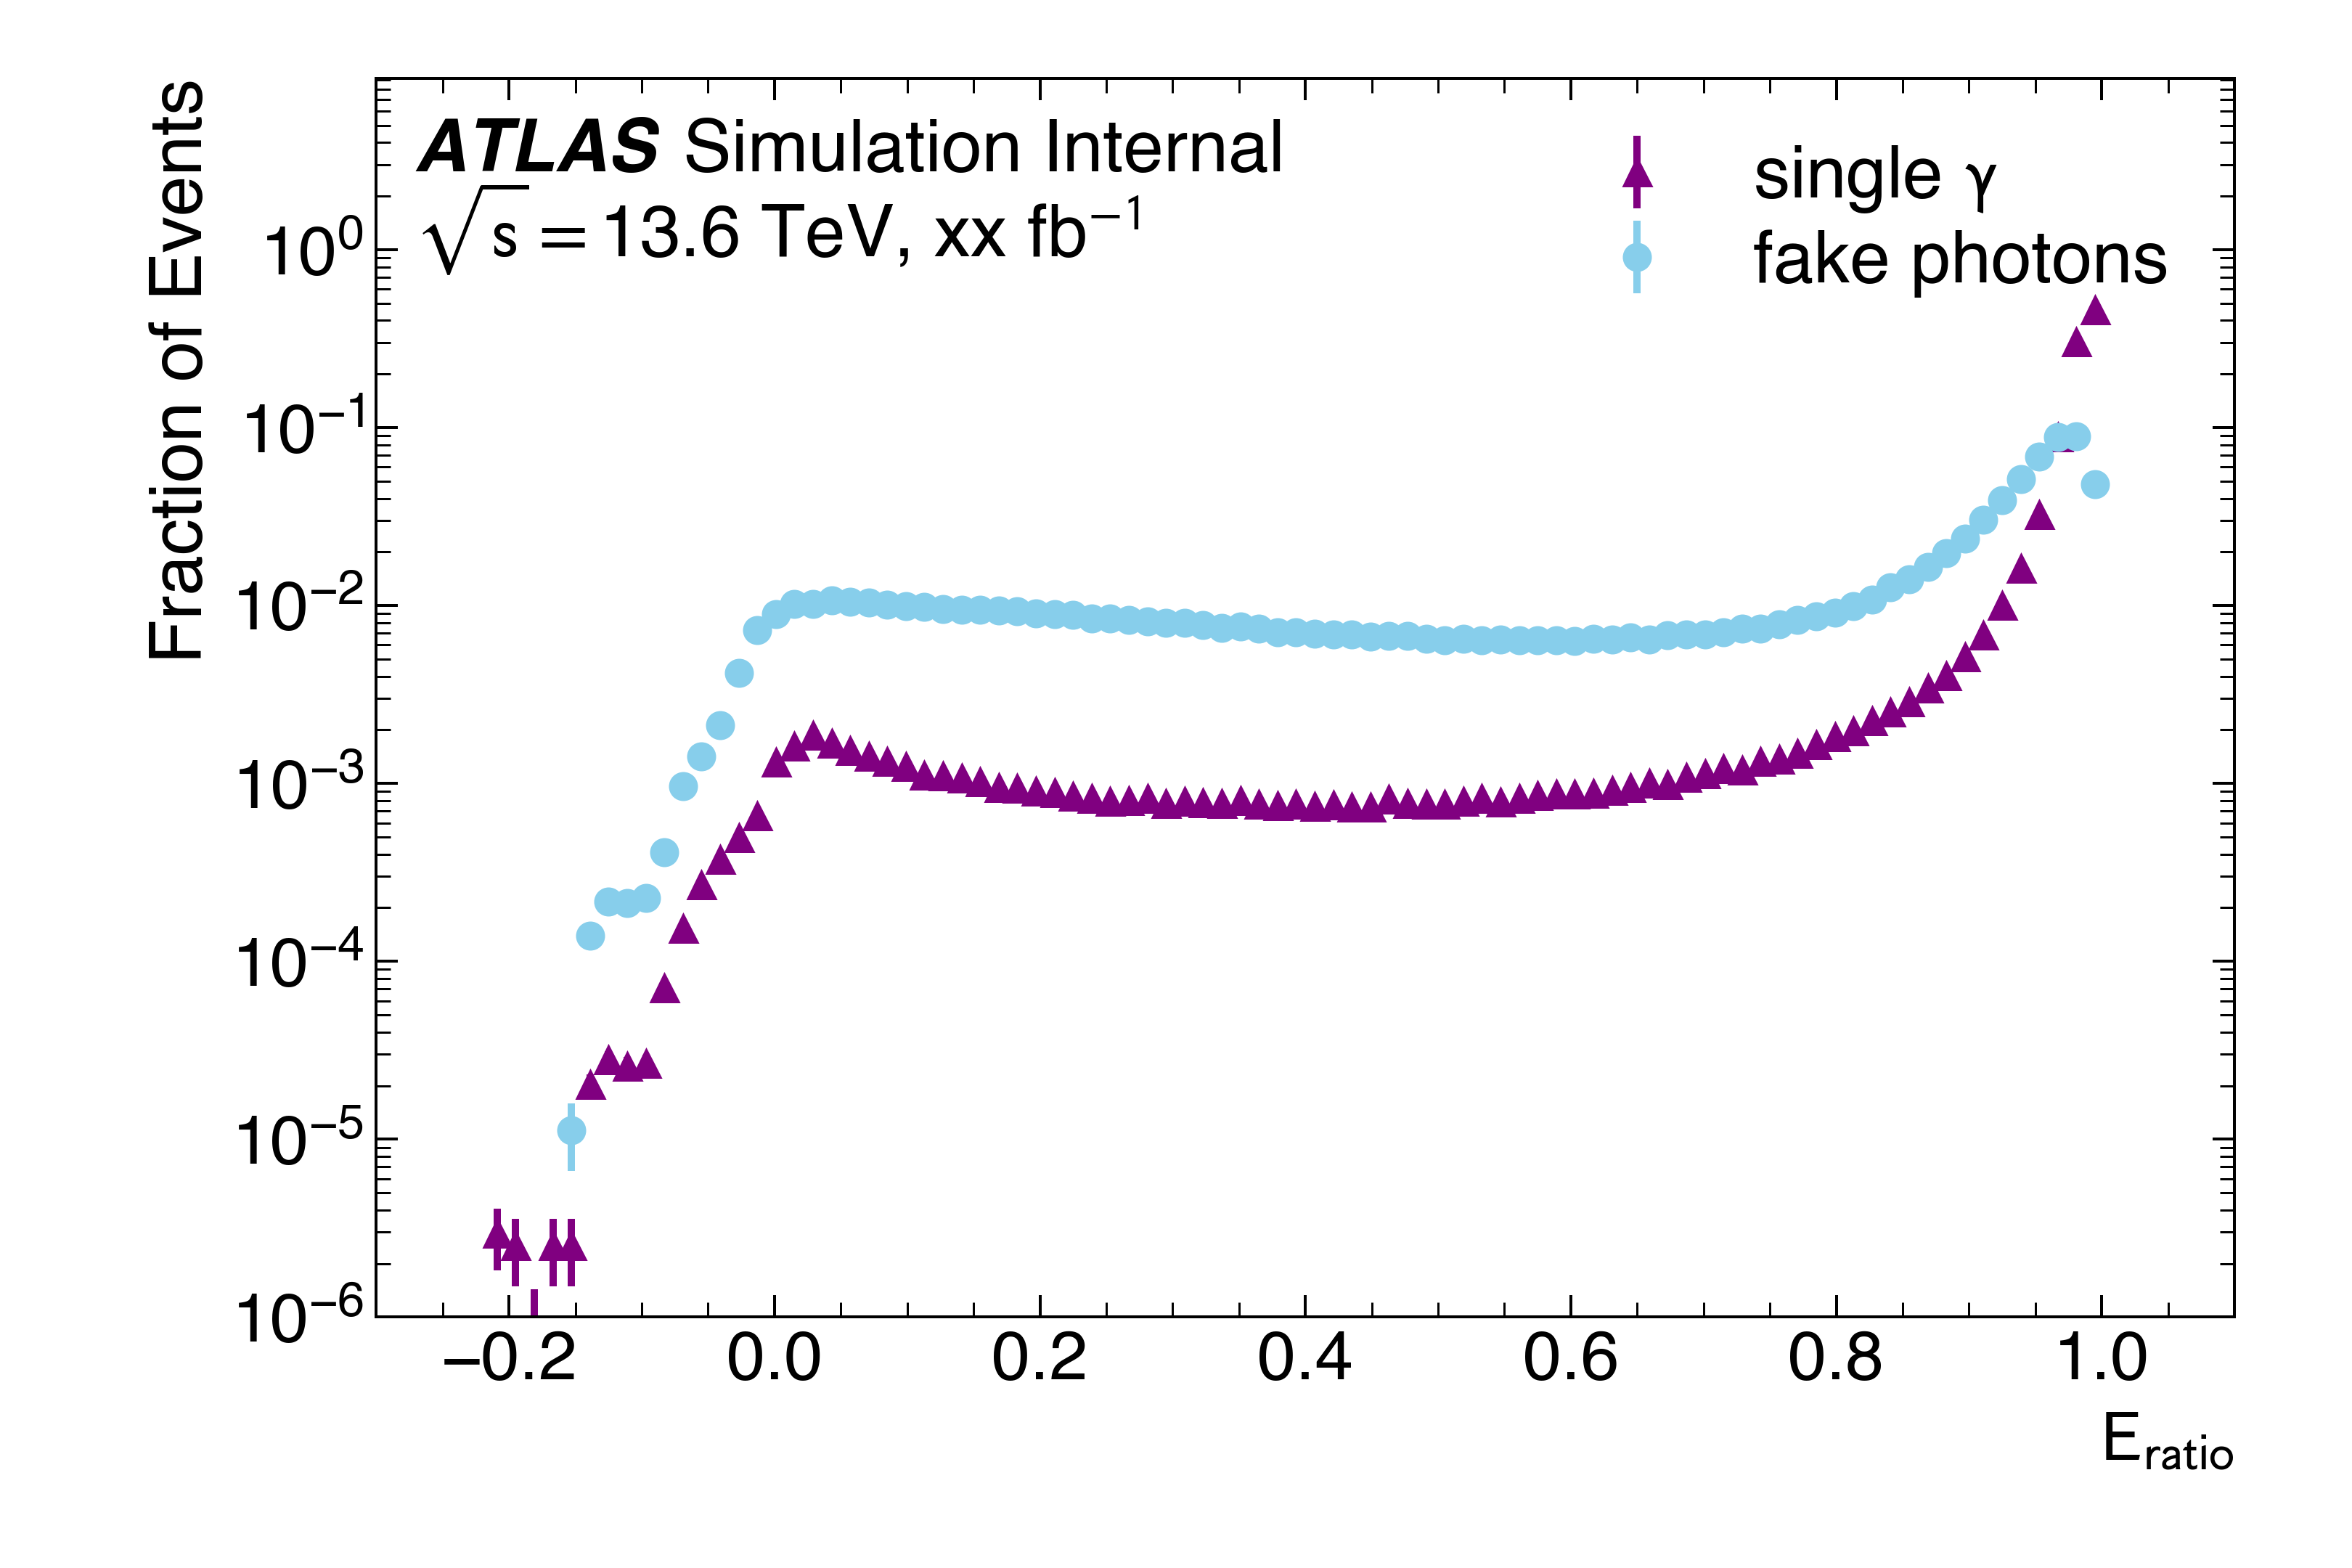 ATLAS Simulation Internal
√s = 13.6 TeV, xx fb⁻¹
single γ
fake photons
Fraction of Events
10⁰
10⁻¹
10⁻²
10⁻³
10⁻⁴
10⁻⁵
10⁻⁶
−0.2 0.0 0.2 0.4 0.6 0.8 1.0
E_ratio